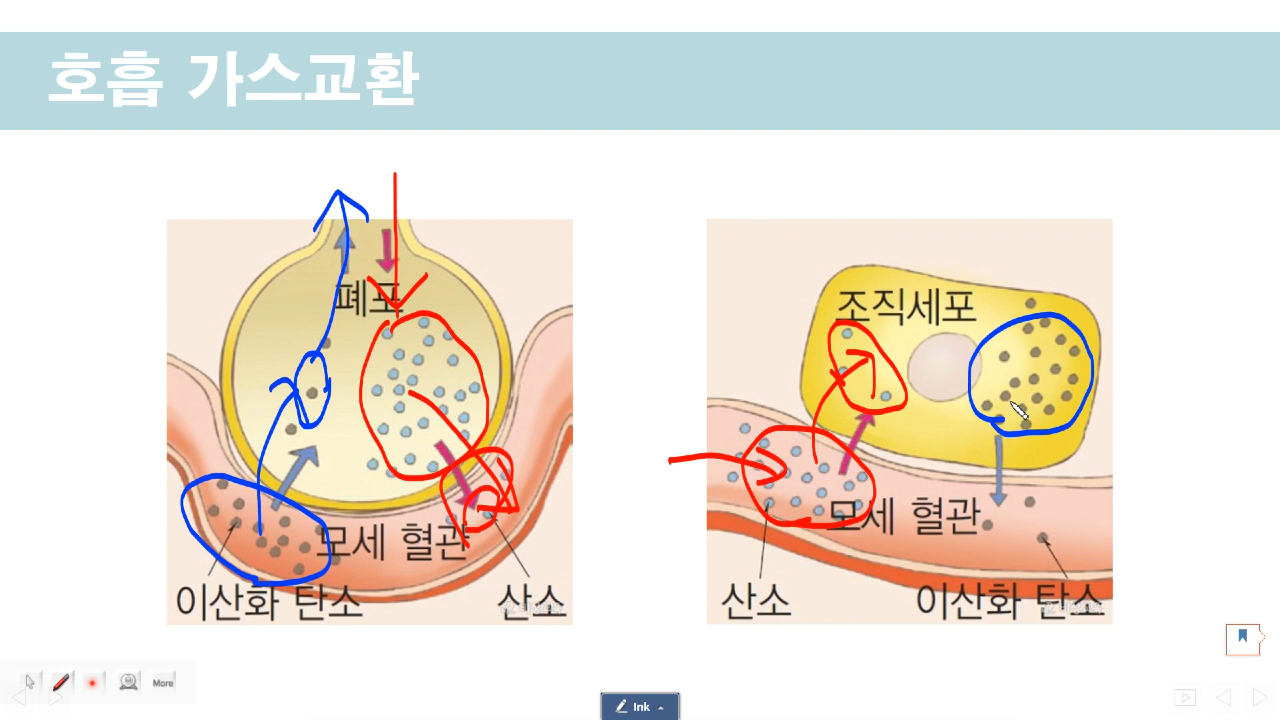 호흡 가스교환
폐포
모세 혈관
이산화 탄소
산소
조직세포
모세 혈관
산소
이산화 탄소
More
Ink